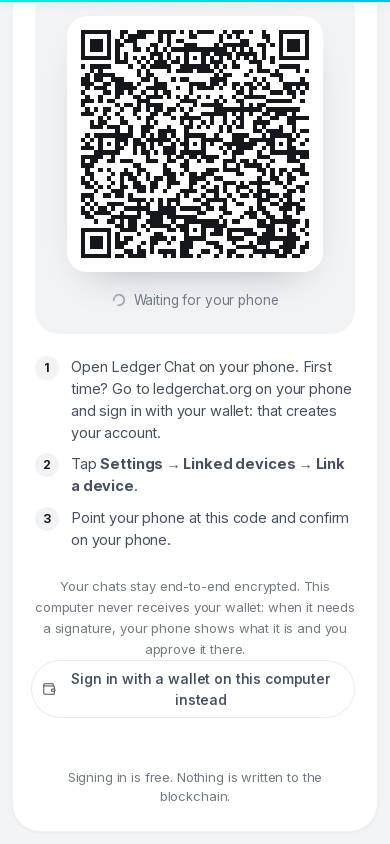 Waiting for your phone
1 Open Ledger Chat on your phone. First
time? Go to ledgerchat.org on your phone
and sign in with your wallet: that creates
your account.
2 Tap Settings → Linked devices → Link
a device.
3 Point your phone at this code and confirm
on your phone.
Your chats stay end-to-end encrypted. This
computer never receives your wallet: when it needs
a signature, your phone shows what it is and you
approve it there.
Sign in with a wallet on this computer
instead
Signing in is free. Nothing is written to the
blockchain.